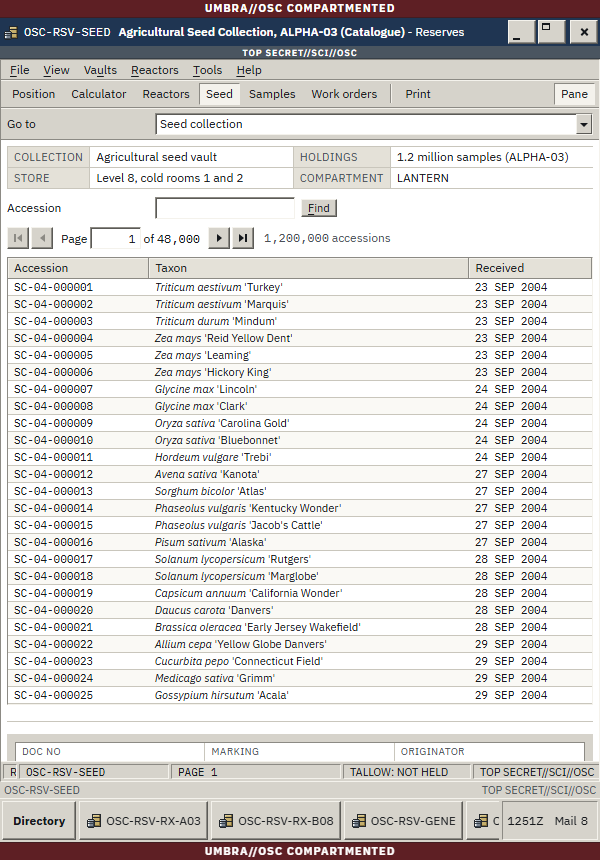 UMBRA//OSC COMPARTMENTED
OSC-RSV-SEED Agricultural Seed Collection, ALPHA-03 (Catalogue) - Reserves
TOP SECRET//SCI//OSC
File View Vaults Reactors Tools Help
Position Calculator Reactors Seed Samples Work orders Print Pane
Go to Seed collection
COLLECTION Agricultural seed vault HOLDINGS 1.2 million samples (ALPHA-03)
STORE Level 8, cold rooms 1 and 2 COMPARTMENT LANTERN
Accession Find
Page 1 of 48,000 1,200,000 accessions
Accession Taxon Received
SC-04-000001 Triticum aestivum 'Turkey' 23 SEP 2004
SC-04-000002 Triticum aestivum 'Marquis' 23 SEP 2004
SC-04-000003 Triticum durum 'Mindum' 23 SEP 2004
SC-04-000004 Zea mays 'Reid Yellow Dent' 23 SEP 2004
SC-04-000005 Zea mays 'Leaming' 23 SEP 2004
SC-04-000006 Zea mays 'Hickory King' 23 SEP 2004
SC-04-000007 Glycine max 'Lincoln' 24 SEP 2004
SC-04-000008 Glycine max 'Clark' 24 SEP 2004
SC-04-000009 Oryza sativa 'Carolina Gold' 24 SEP 2004
SC-04-000010 Oryza sativa 'Bluebonnet' 24 SEP 2004
SC-04-000011 Hordeum vulgare 'Trebi' 24 SEP 2004
SC-04-000012 Avena sativa 'Kanota' 27 SEP 2004
SC-04-000013 Sorghum bicolor 'Atlas' 27 SEP 2004
SC-04-000014 Phaseolus vulgaris 'Kentucky Wonder' 27 SEP 2004
SC-04-000015 Phaseolus vulgaris 'Jacob's Cattle' 27 SEP 2004
SC-04-000016 Pisum sativum 'Alaska' 27 SEP 2004
SC-04-000017 Solanum lycopersicum 'Rutgers' 28 SEP 2004
SC-04-000018 Solanum lycopersicum 'Marglobe' 28 SEP 2004
SC-04-000019 Capsicum annuum 'California Wonder' 28 SEP 2004
SC-04-000020 Daucus carota 'Danvers' 28 SEP 2004
SC-04-000021 Brassica oleracea 'Early Jersey Wakefield' 28 SEP 2004
SC-04-000022 Allium cepa 'Yellow Globe Danvers' 29 SEP 2004
SC-04-000023 Cucurbita pepo 'Connecticut Field' 29 SEP 2004
SC-04-000024 Medicago sativa 'Grimm' 29 SEP 2004
SC-04-000025 Gossypium hirsutum 'Acala' 29 SEP 2004
DOC NO MARKING ORIGINATOR
R OSC-RSV-SEED PAGE 1 TALLOW: NOT HELD TOP SECRET//SCI//OSC
OSC-RSV-SEED TOP SECRET//SCI//OSC
Directory OSC-RSV-RX-A03 OSC-RSV-RX-B08 OSC-RSV-GENE 1251Z Mail 8
UMBRA//OSC COMPARTMENTED